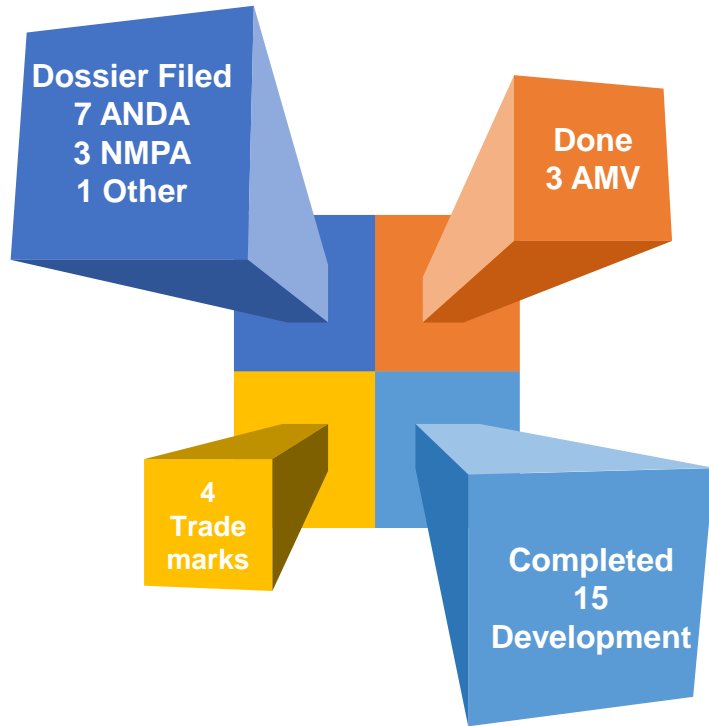 Dossier Filed
7 ANDA
3 NMPA
1 Other
Done
3 AMV
4
Trade
marks
Completed
15
Development